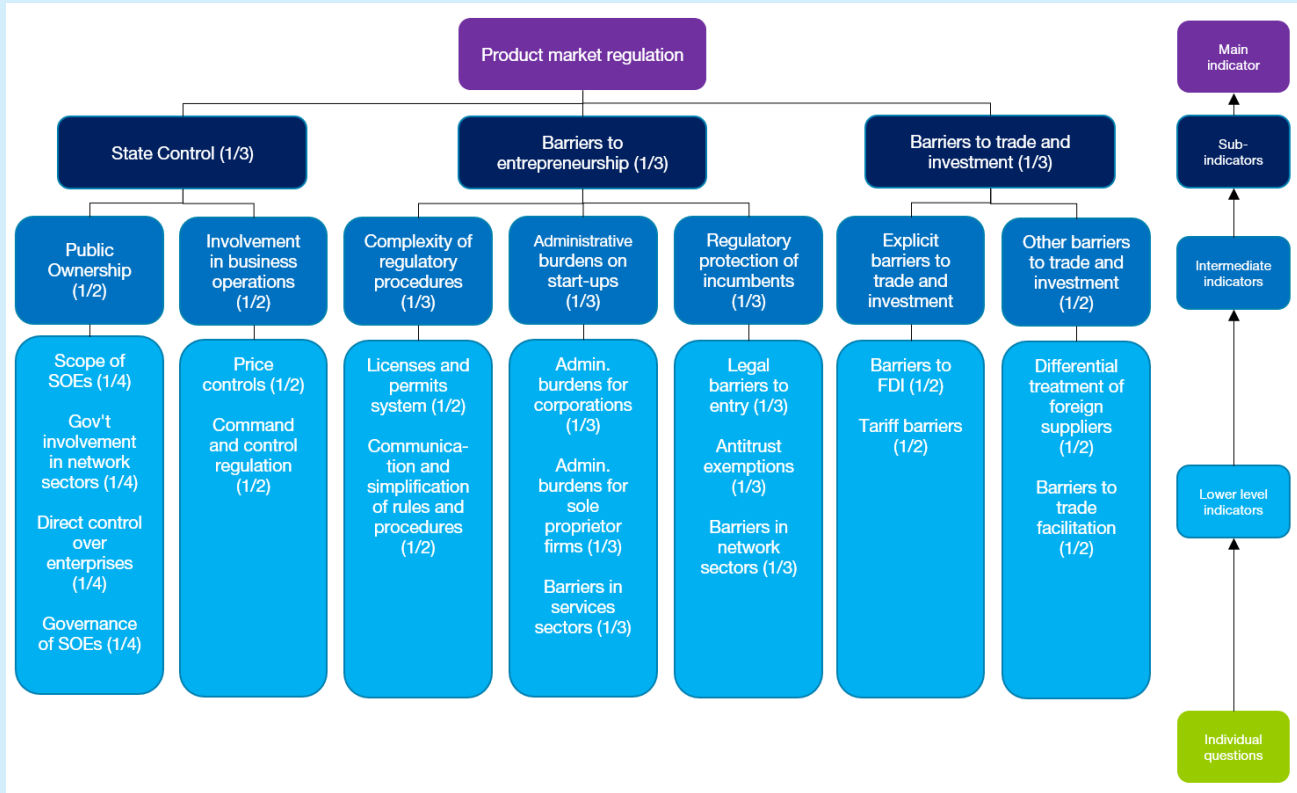 Product market regulation
Main
indicator
State Control (1/3)
Barriers to
entrepreneurship (1/3)
Barriers to trade and
investment (1/3)
Sub-
indicators
Public
Ownership
(1/2)
Involvement
in business
operations
(1/2)
Complexity of
regulatory
procedures
(1/3)
Administrative
burdens on
start-ups
(1/3)
Regulatory
protection of
incumbents
(1/3)
Explicit
barriers to
trade and
investment
Other barriers
to trade and
investment
(1/2)
Intermediate
indicators
Scope of
SOEs (1/4)
Gov't
involvement
in network
sectors (1/4)
Direct control
over
enterprises
(1/4)
Governance
of SOEs (1/4)
Price
controls (1/2)
Command
and control
regulation
(1/2)
Licenses and
permits
system (1/2)
Communica-
tion and
simplification
of rules and
procedures
(1/2)
Admin.
burdens for
corporations
(1/3)
Admin.
burdens for
sole
proprietor
firms (1/3)
Barriers in
services
sectors (1/3)
Legal
barriers to
entry (1/3)
Antitrust
exemptions
(1/3)
Barriers in
network
sectors (1/3)
Barriers to
FDI (1/2)
Tariff barriers
(1/2)
Differential
treatment of
foreign
suppliers
(1/2)
Barriers to
trade
facilitation
(1/2)
Lower level
indicators
Individual
questions